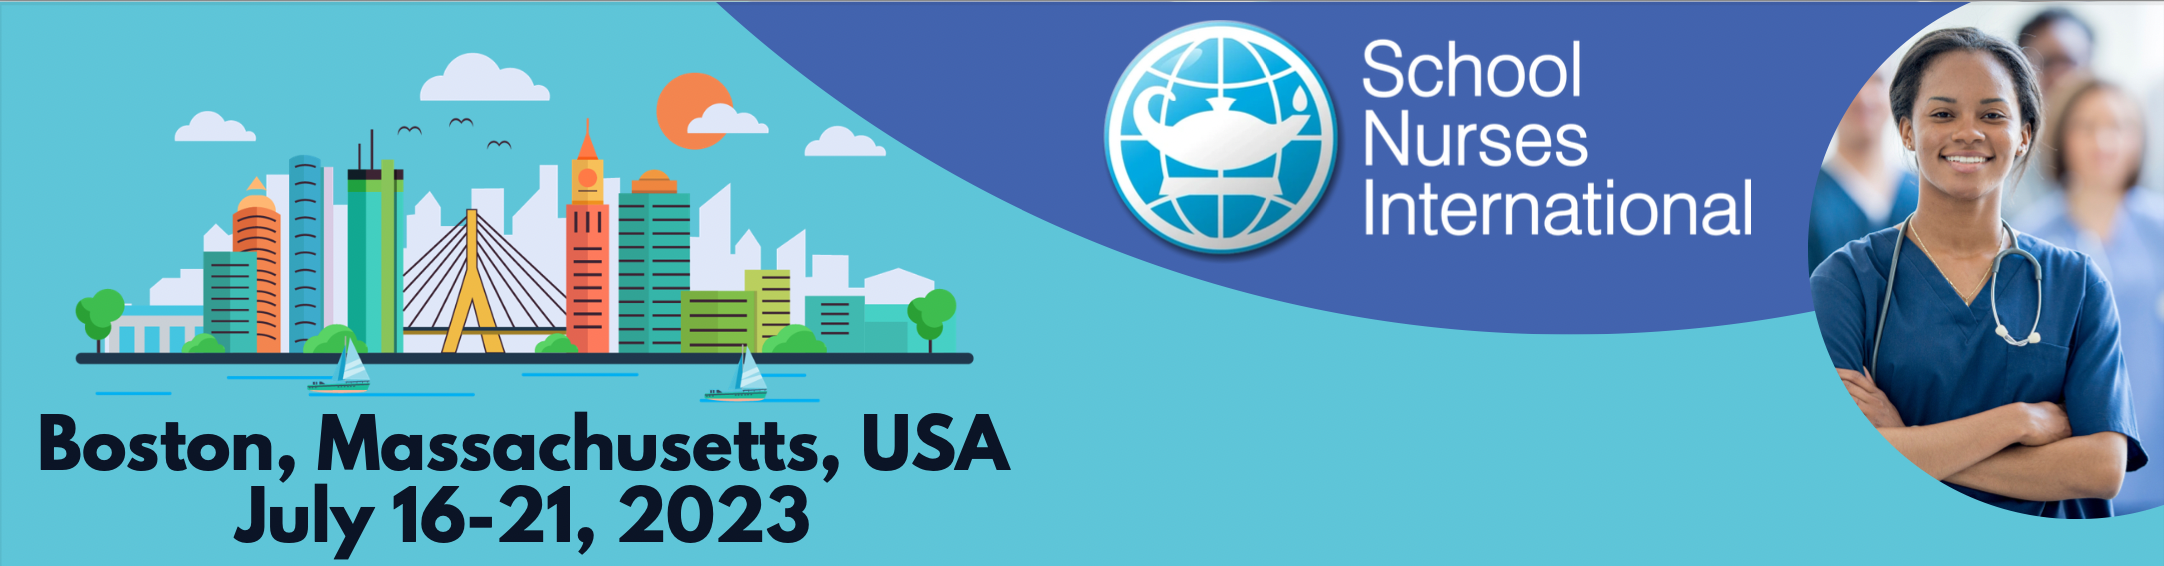 School
Nurses
International
Boston, Massachusetts, USA
July 16-21, 2023